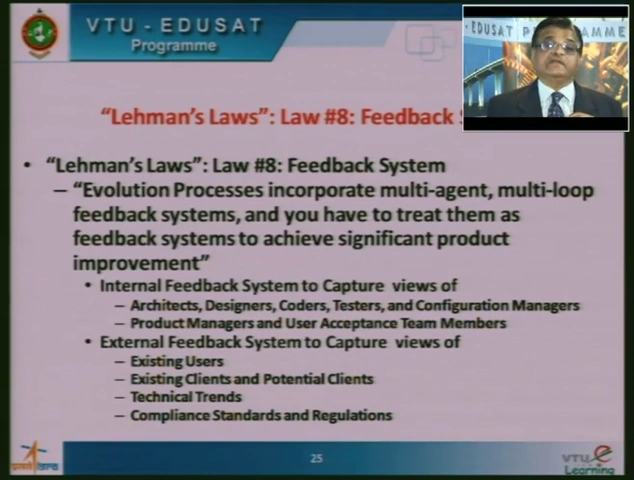 VTU - EDUSAT
Programme
- EDUSAT PROGRAMME
"Lehman's Laws": Law #8: Feedback
• "Lehman's Laws": Law #8: Feedback System
– "Evolution Processes incorporate multi-agent, multi-loop
feedback systems, and you have to treat them as
feedback systems to achieve significant product
improvement"
• Internal Feedback System to Capture views of
– Architects, Designers, Coders, Testers, and Configuration Managers
– Product Managers and User Acceptance Team Members
• External Feedback System to Capture views of
– Existing Users
– Existing Clients and Potential Clients
– Technical Trends
– Compliance Standards and Regulations
25
VTU e
Learning